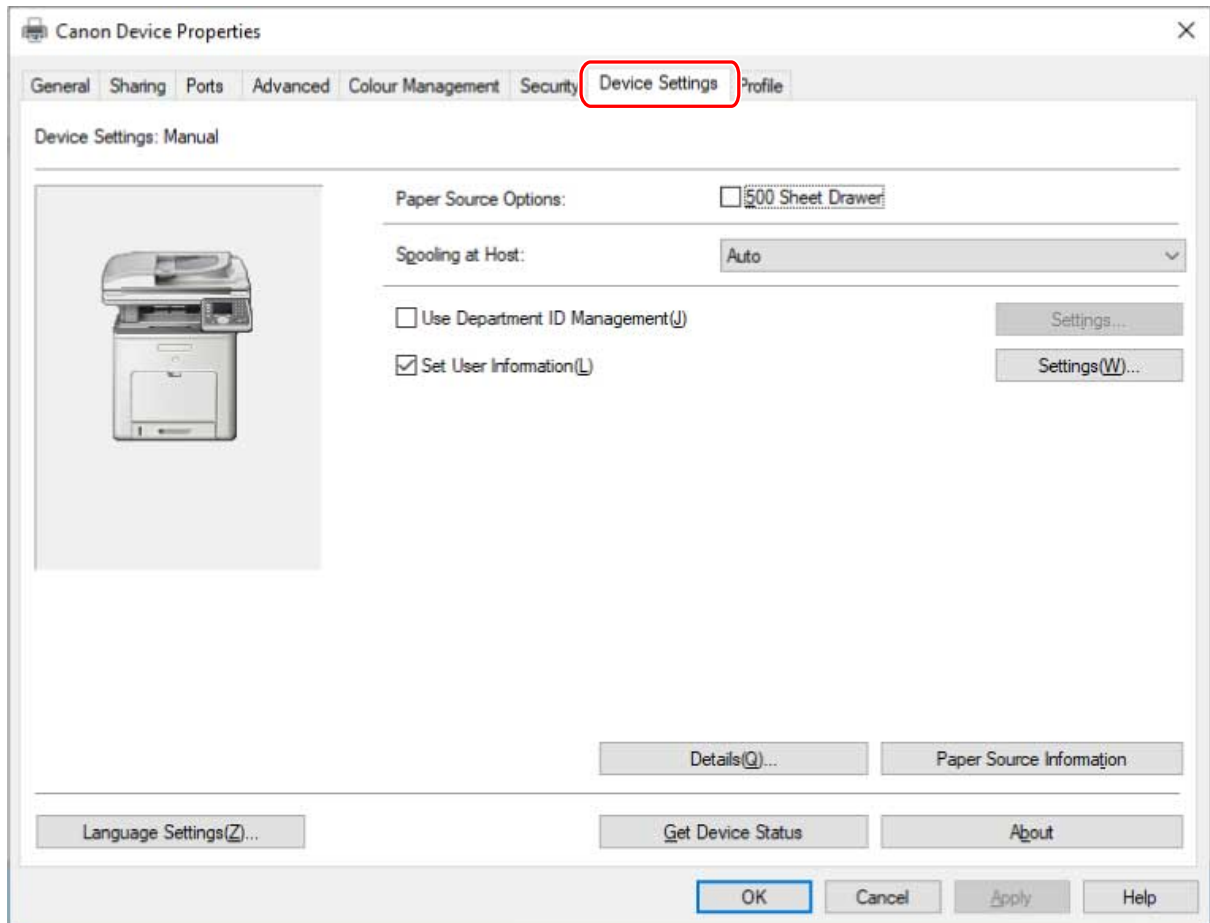 Canon Device Properties
General Sharing Ports Advanced Colour Management Security Device Settings Profile
Device Settings: Manual
Paper Source Options: 500 Sheet Drawer
Spooling at Host: Auto
Use Department ID Management(J) Settings...
Set User Information(L) Settings(W)...
Details(Q)... Paper Source Information
Language Settings(Z)... Get Device Status About
OK Cancel Apply Help